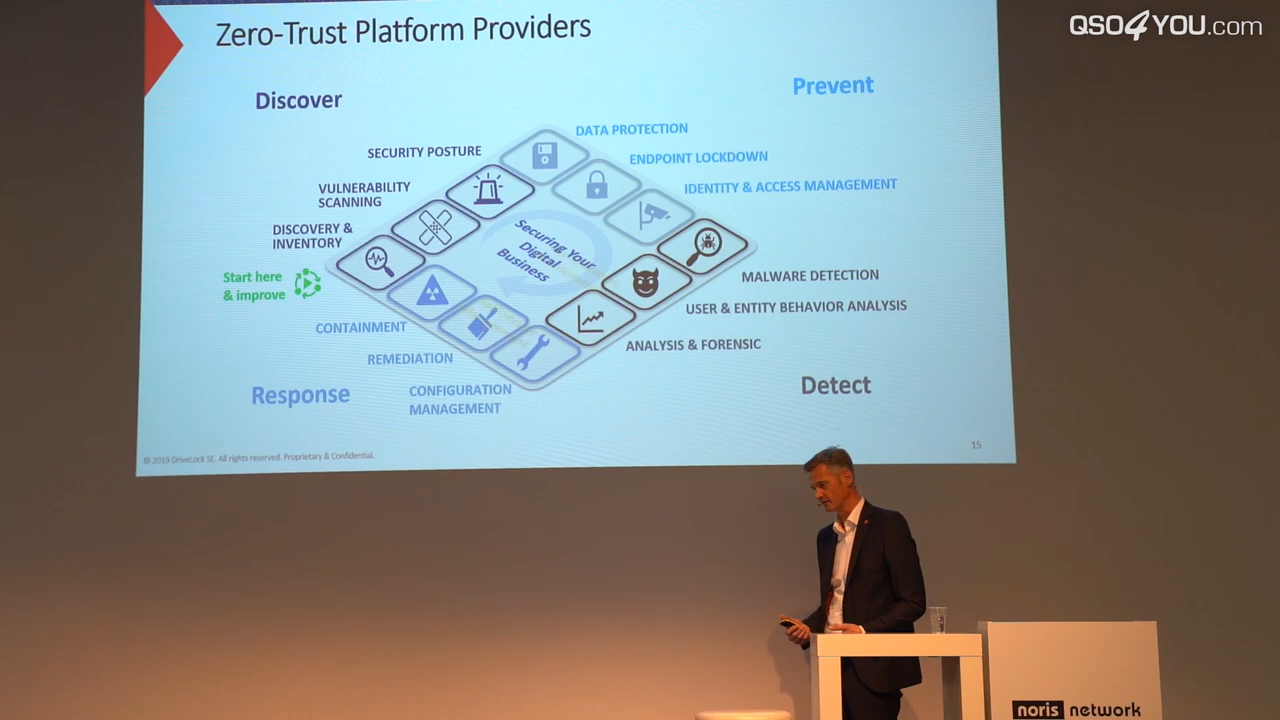 QSO4YOU.com
Zero-Trust Platform Providers
Discover
Prevent
SECURITY POSTURE
VULNERABILITY
SCANNING
DISCOVERY &
INVENTORY
Start here
& improve
DATA PROTECTION
ENDPOINT LOCKDOWN
IDENTITY & ACCESS MANAGEMENT
Securing Your
Digital
Business
MALWARE DETECTION
USER & ENTITY BEHAVIOR ANALYSIS
ANALYSIS & FORENSIC
CONTAINMENT
REMEDIATION
CONFIGURATION
MANAGEMENT
Response
Detect
© 2019 DriveLock SE. All rights reserved. Proprietary & Confidential.
15
noris network